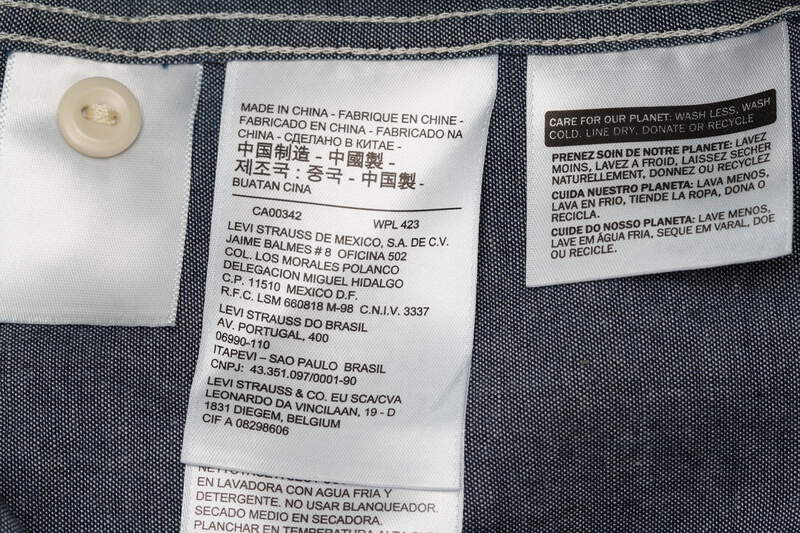 MADE IN CHINA - FABRIQUE EN CHINE -
FABRICADO EN CHINA - FABRICADO NA
CHINA - СДЕЛАНО В КИТАЕ -
中国制造 - 中國製 -
제조국 : 중국 - 中国製 -
BUATAN CINA
CA00342 WPL 423
LEVI STRAUSS DE MEXICO, S.A. DE C.V.
JAIME BALMES # 8 OFICINA 502
COL. LOS MORALES POLANCO
DELEGACION MIGUEL HIDALGO
C.P. 11510 MEXICO D.F.
R.F.C. LSM 660818 M-98 C.N.I.V. 3337
LEVI STRAUSS DO BRASIL
AV. PORTUGAL, 400
06990-110
ITAPEVI – SAO PAULO BRASIL
CNPJ: 43.351.097/0001-90
LEVI STRAUSS & CO. EU SCA/CVA
LEONARDO DA VINCILAAN, 19 - D
1831 DIEGEM, BELGIUM
CIF A 08298606
EN LAVADORA CON AGUA FRIA Y
DETERGENTE. NO USAR BLANQUEADOR.
SECADO MEDIO EN SECADORA.
PLANCHAR EN TEMPERATURA
CARE FOR OUR PLANET: WASH LESS, WASH
COLD, LINE DRY, DONATE OR RECYCLE
PRENEZ SOIN DE NOTRE PLANETE: LAVEZ
MOINS, LAVEZ A FROID, LAISSEZ SECHER
NATURELLEMENT, DONNEZ OU RECYCLEZ
CUIDA NUESTRO PLANETA: LAVA MENOS,
LAVA EN FRIO, TIENDE LA ROPA, DONA O
RECICLA.
CUIDE DO NOSSO PLANETA: LAVE MENOS,
LAVE EM ÁGUA FRIA, SEQUE EM VARAL, DOE
OU RECICLE.